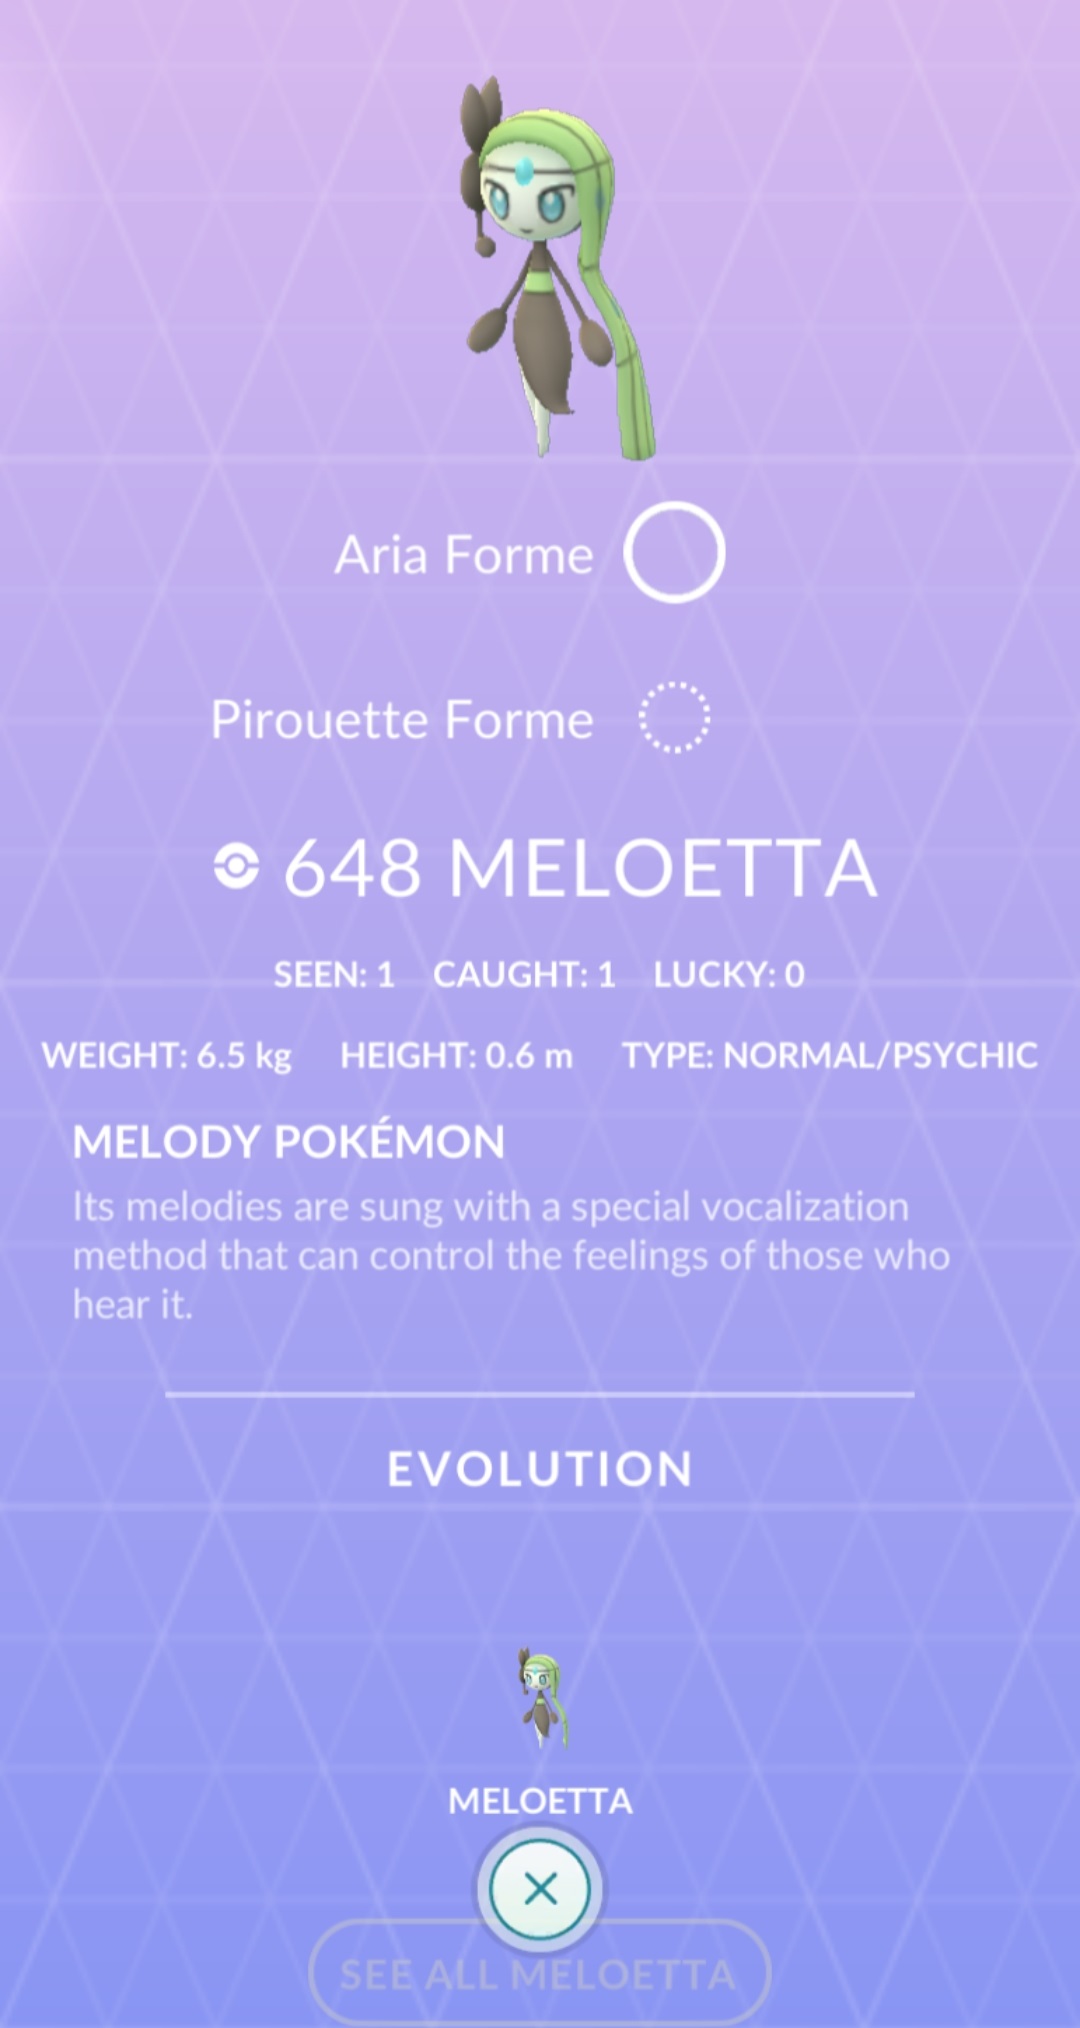 Aria Forme
Pirouette Forme
648 MELOETTA
SEEN: 1 CAUGHT: 1 LUCKY: 0
WEIGHT: 6.5 kg HEIGHT: 0.6 m TYPE: NORMAL/PSYCHIC
MELODY POKÉMON
Its melodies are sung with a special vocalization
method that can control the feelings of those who
hear it.
EVOLUTION
MELOETTA
SEE ALL MELOETTA